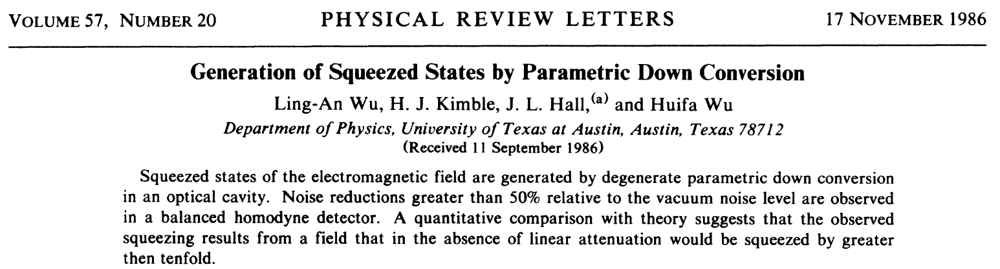 VOLUME 57, NUMBER 20 PHYSICAL REVIEW LETTERS 17 NOVEMBER 1986
Generation of Squeezed States by Parametric Down Conversion
Ling-An Wu, H. J. Kimble, J. L. Hall,(a) and Huifa Wu
Department of Physics, University of Texas at Austin, Austin, Texas 78712
(Received 11 September 1986)
Squeezed states of the electromagnetic field are generated by degenerate parametric down conversion
in an optical cavity. Noise reductions greater than 50% relative to the vacuum noise level are observed
in a balanced homodyne detector. A quantitative comparison with theory suggests that the observed
squeezing results from a field that in the absence of linear attenuation would be squeezed by greater
then tenfold.